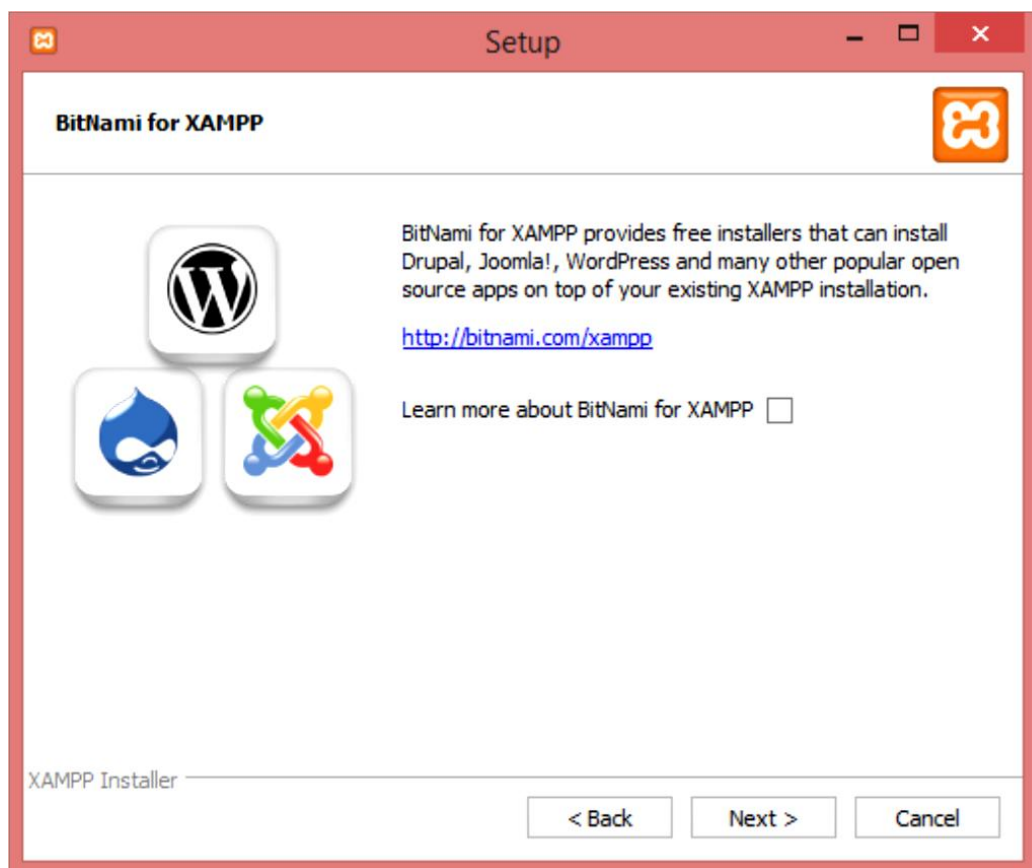 Setup
BitNami for XAMPP
BitNami for XAMPP provides free installers that can install
Drupal, Joomla!, WordPress and many other popular open
source apps on top of your existing XAMPP installation.
http://bitnami.com/xampp
Learn more about BitNami for XAMPP
XAMPP Installer
< Back Next > Cancel